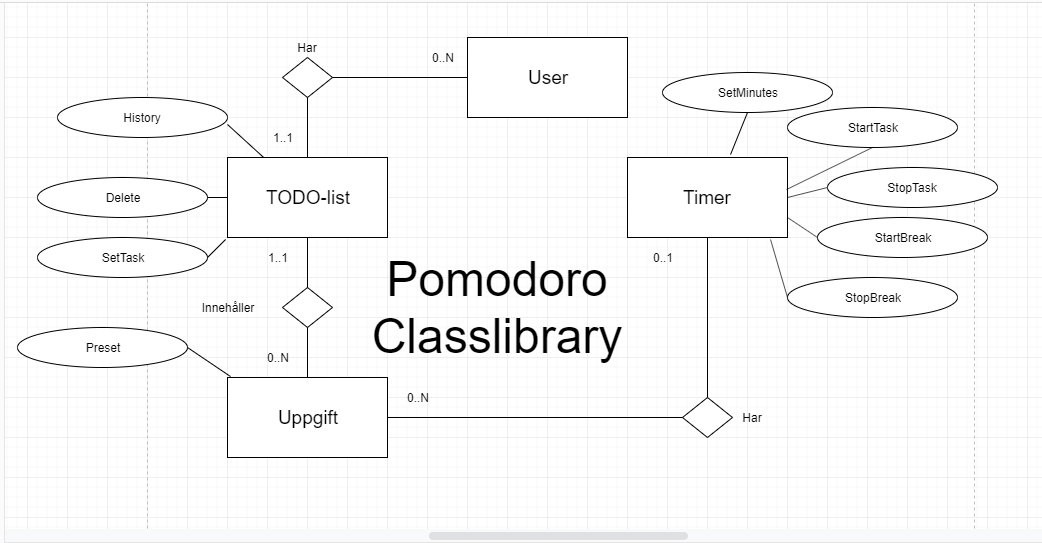 Har
0..N
User
SetMinutes
History
StartTask
1..1
TODO-list
Timer
Delete
StopTask
StartBreak
SetTask
1..1
0..1
Pomodoro
Classlibrary
StopBreak
Innehåller
Preset
0..N
0..N
Uppgift
Har